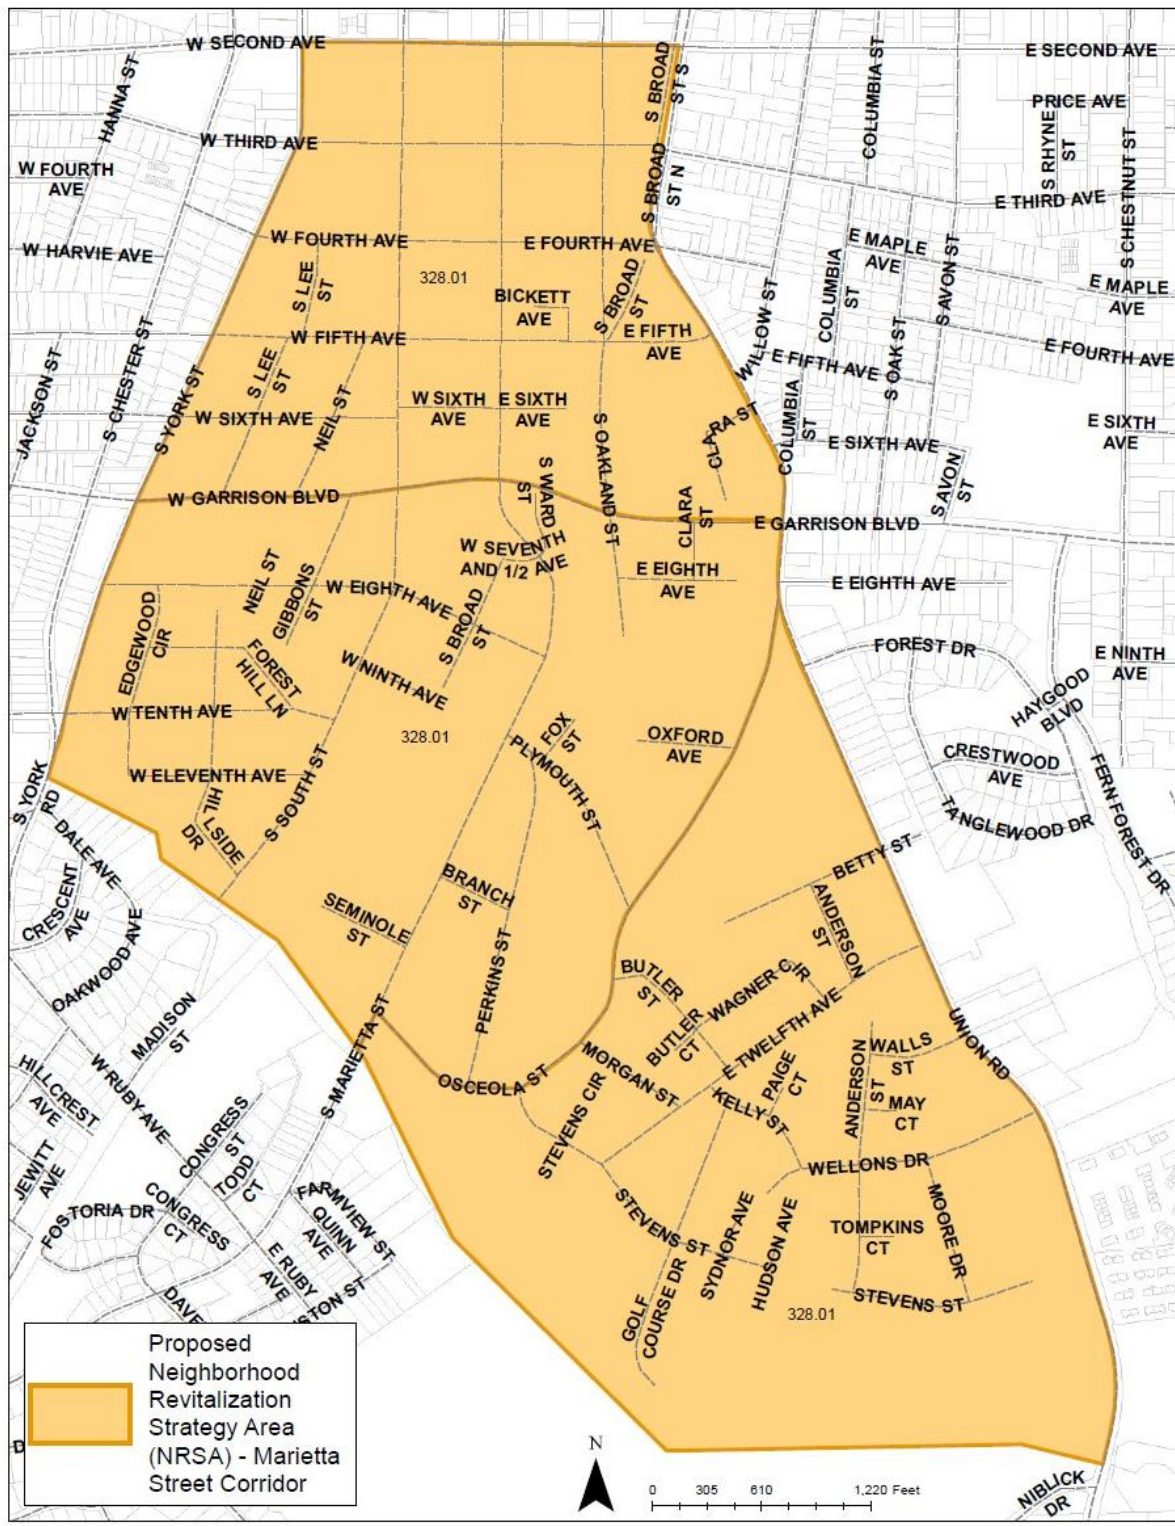 W SECOND AVE
E SECOND AVE
HANNA ST
S BROAD
ST S
COLUMBIA ST
PRICE AVE
S RHYNE
ST
S CHESTNUT ST
W THIRD AVE
W FOURTH
AVE
S BROAD
ST N
E THIRD AVE
W HARVIE AVE
W FOURTH AVE
E FOURTH AVE
E MAPLE
AVE
328.01
S LEE
ST
BICKETT
AVE
S BROAD
ST
COLUMBIA
ST
S AVON ST
E MAPLE
AVE
W FIFTH AVE
E FIFTH
AVE
WILLOW ST
E FIFTH AVE
S OAK ST
E FOURTH AVE
JACKSON ST
S CHESTER ST
S YORK ST
S LEE
ST
NEIL ST
W SIXTH AVE
W SIXTH
AVE
E SIXTH
AVE
S OAKLAND ST
CLARA ST
COLUMBIA
ST
E SIXTH AVE
E SIXTH
AVE
W GARRISON BLVD
S WARD
ST
CLARA
ST
E GARRISON BLVD
S AVON
ST
W SEVENTH
AND 1/2 AVE
E EIGHTH
AVE
E EIGHTH AVE
NEIL ST
GIBBONS
ST
W EIGHTH AVE
S BROAD
ST
EDGEWOOD
CIR
FOREST
HILL LN
W NINTH AVE
FOREST DR
E NINTH
AVE
HAYGOOD
BLVD
W TENTH AVE
328.01
FOX
ST
PLYMOUTH ST
OXFORD
AVE
CRESTWOOD
AVE
W ELEVENTH AVE
S SOUTH ST
HILLSIDE
DR
S YORK
RD
TANGLEWOOD DR
FERN FOREST DR
DALE AVE
CRESCENT
AVE
OAKWOOD AVE
BETTY ST
BRANCH
ST
SEMINOLE
ST
ANDERSON
ST
PERKINS ST
BUTLER
ST
WAGNER CIR
BUTLER
CT
E TWELFTH AVE
MADISON
ST
S MARIETTA ST
UNION RD
W RUBY AVE
OSCEOLA ST
MORGAN ST
PAIGE
CT
ANDERSON
ST
WALLS
ST
HILLCREST
AVE
STEVENS CIR
KELLY ST
MAY
CT
CONGRESS
ST
JEWITT
AVE
TODD
CT
WELLONS DR
CONGRESS
CT
FOSTORIA DR
FARMVIEW ST
QUINN
AVE
STEVENS ST
SYDNOR AVE
HUDSON AVE
TOMPKINS
CT
MOORE DR
E RUBY
AVE
DAVE
STON ST
GOLF
COURSE DR
328.01
STEVENS ST
Proposed
Neighborhood
Revitalization
Strategy Area
(NRSA) - Marietta
Street Corridor
D
N
0 305 610 1,220 Feet
NIBLICK
DR